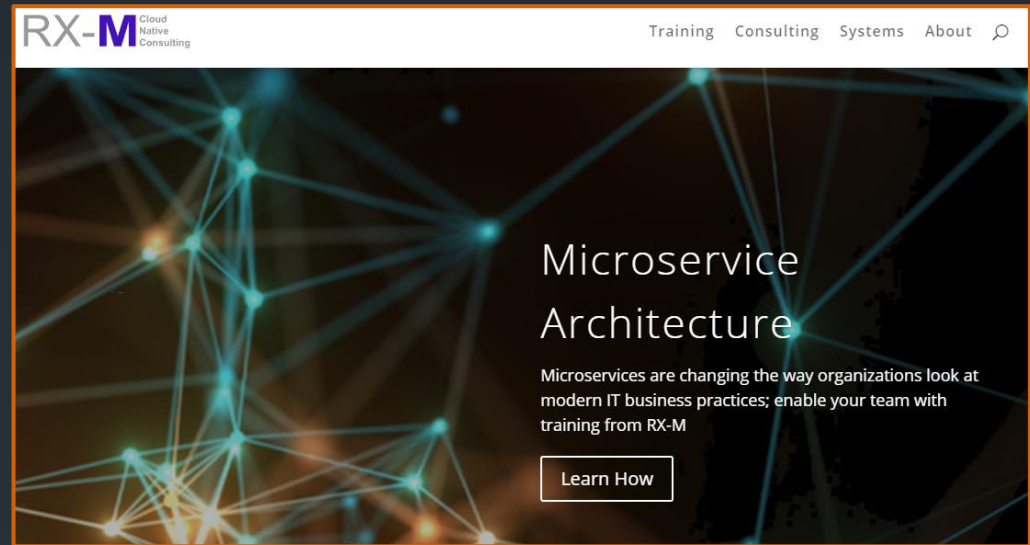 RX-M Cloud
Native
Consulting
Training Consulting Systems About
Microservice
Architecture
Microservices are changing the way organizations look at
modern IT business practices; enable your team with
training from RX-M
Learn How